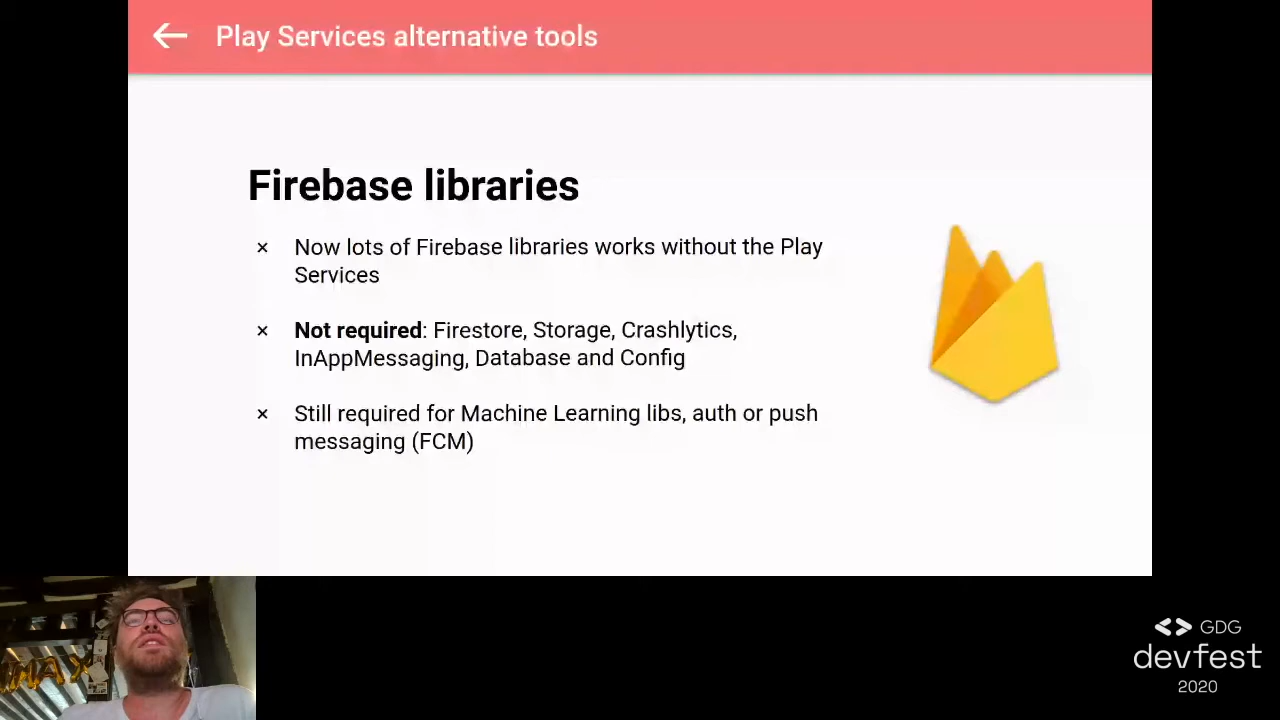 Play Services alternative tools
Firebase libraries
× Now lots of Firebase libraries works without the Play
Services
× Not required: Firestore, Storage, Crashlytics,
InAppMessaging, Database and Config
× Still required for Machine Learning libs, auth or push
messaging (FCM)
GDG
devfest
2020